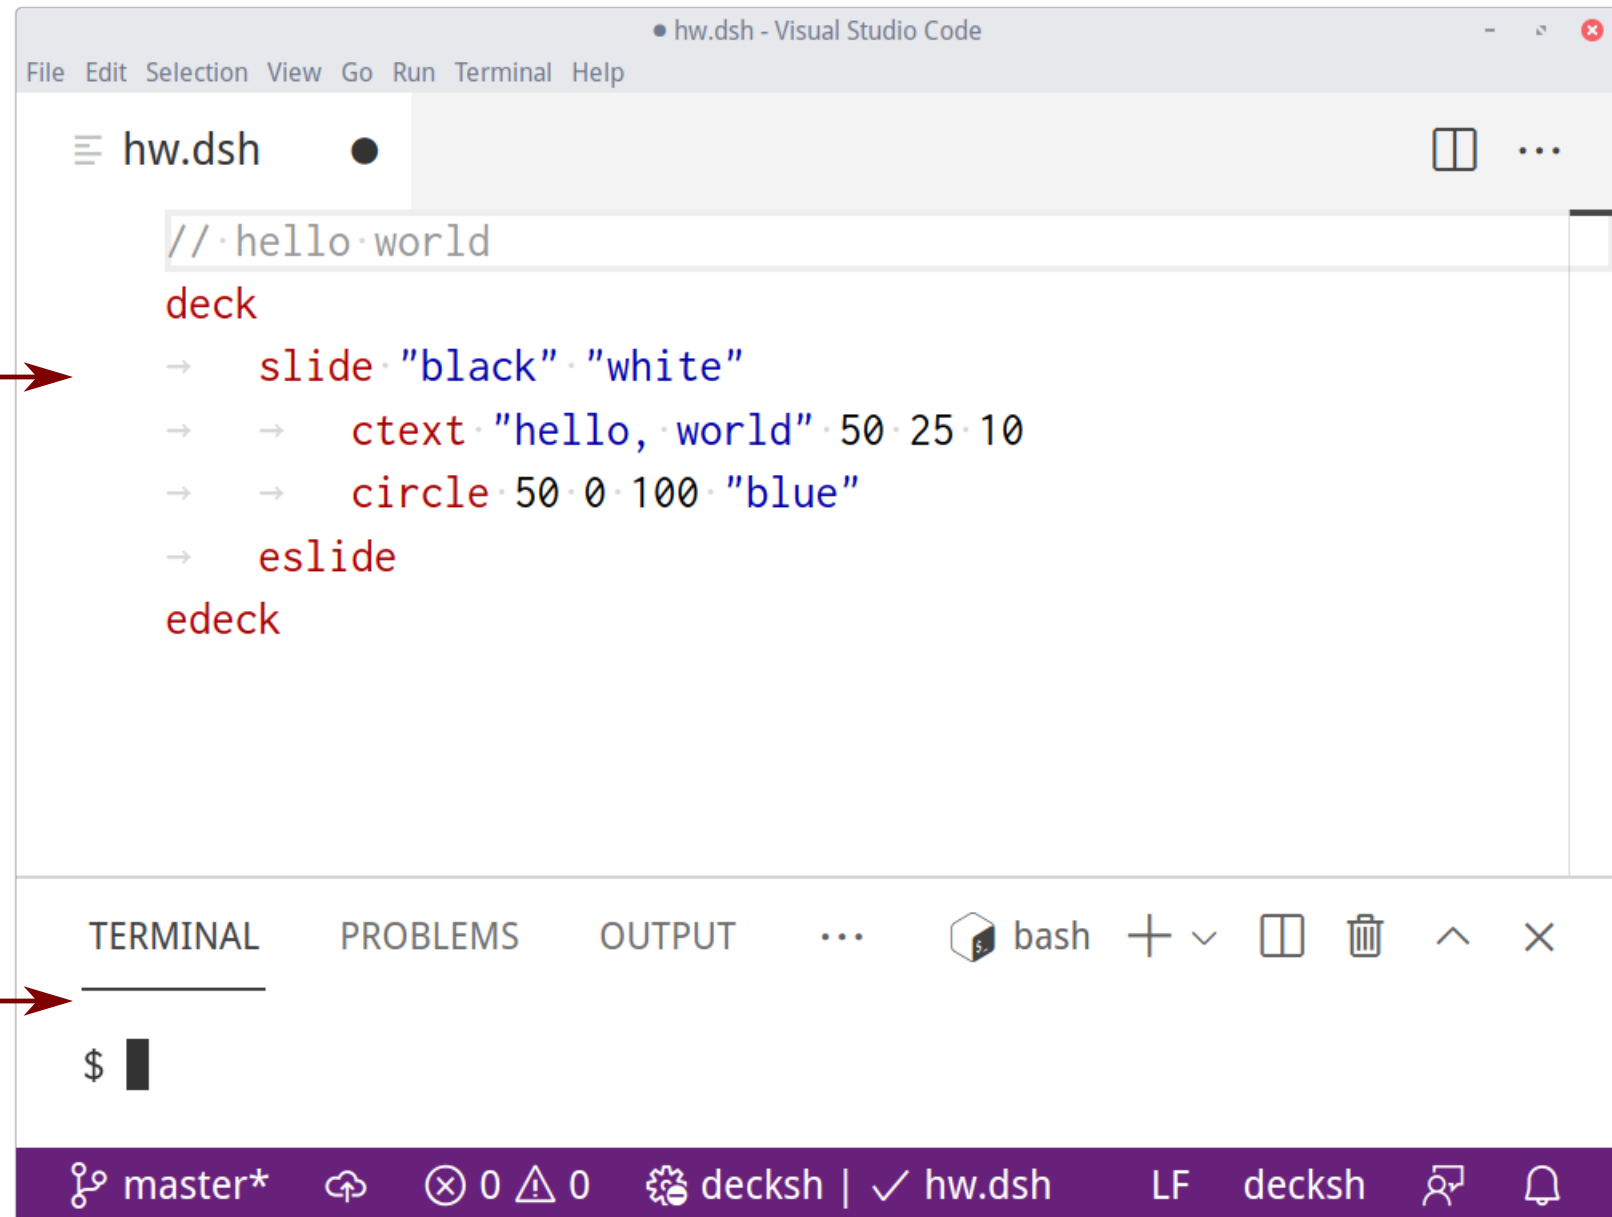 hw.dsh - Visual Studio Code
File Edit Selection View Go Run Terminal Help
hw.dsh
// hello world
deck
slide "black" "white"
ctext "hello, world" 50 25 10
circle 50 0 100 "blue"
eslide
edeck
TERMINAL PROBLEMS OUTPUT ... bash
$
master* 0 0 decksh | ✓ hw.dsh LF decksh